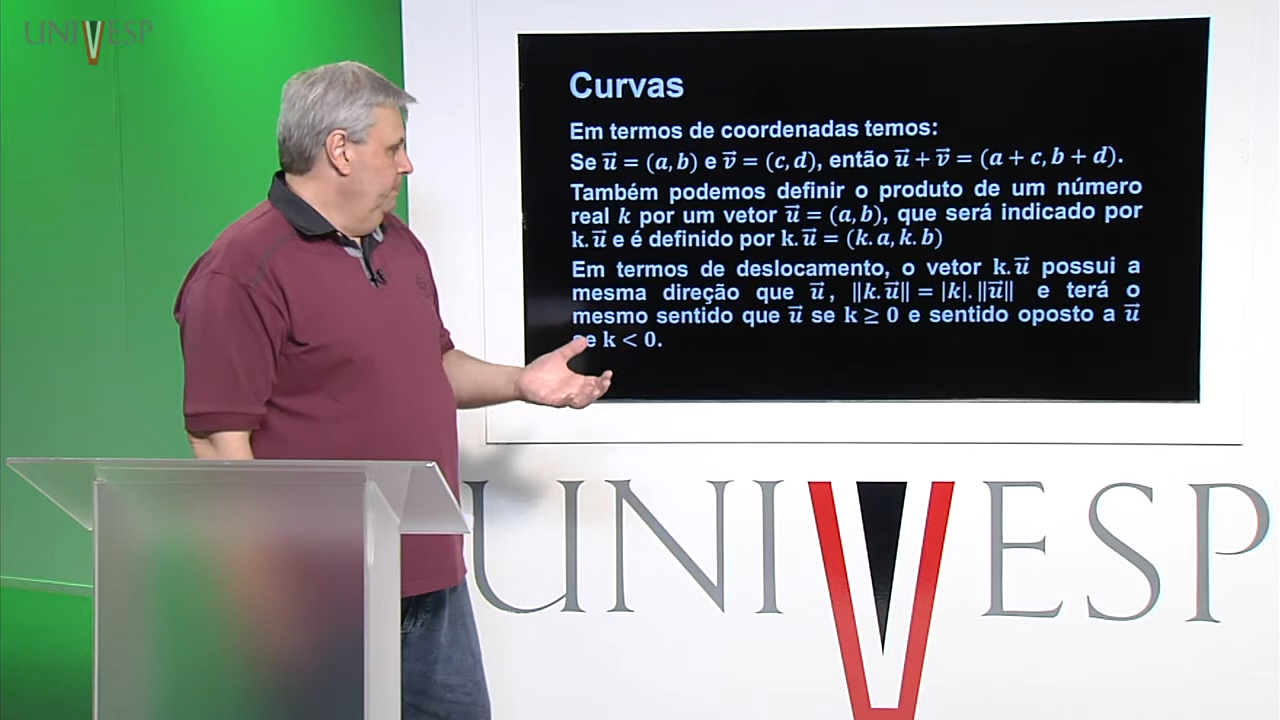 UNIVESP
Curvas
Em termos de coordenadas temos:
Se u⃗ = (a, b) e v⃗ = (c, d), então u⃗ + v⃗ = (a + c, b + d).
Também podemos definir o produto de um número
real k por um vetor u⃗ = (a, b), que será indicado por
k. u⃗ e é definido por k. u⃗ = (k. a, k. b)
Em termos de deslocamento, o vetor k. u⃗ possui a
mesma direção que u⃗ , ‖k. u⃗‖ = |k|. ‖u⃗‖ e terá o
mesmo sentido que u⃗ se k ≥ 0 e sentido oposto a u⃗
se k < 0.
UNIVESP